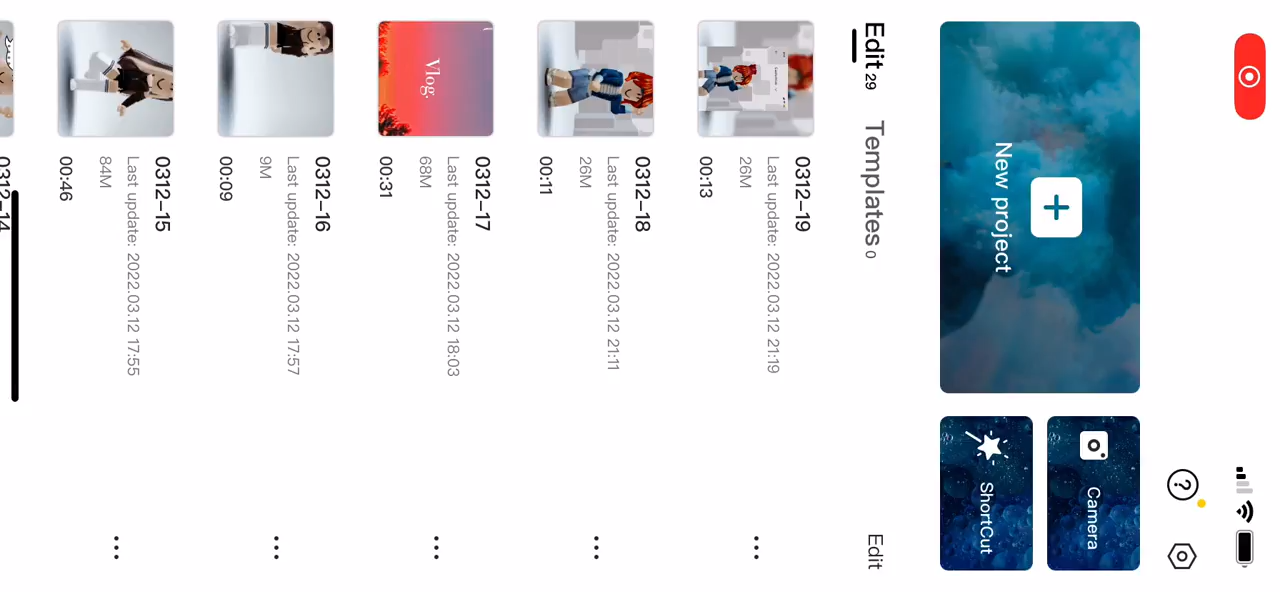 New project
Camera
ShortCut
Edit 29
Templates 0
Edit
0312-19
Last update: 2022.03.12 21:19
26M
00:13
0312-18
Last update: 2022.03.12 21:11
26M
00:11
Vlog.
0312-17
Last update: 2022.03.12 18:03
68M
00:31
0312-16
Last update: 2022.03.12 17:57
9M
00:09
0312-15
Last update: 2022.03.12 17:55
84M
00:46
0312-14